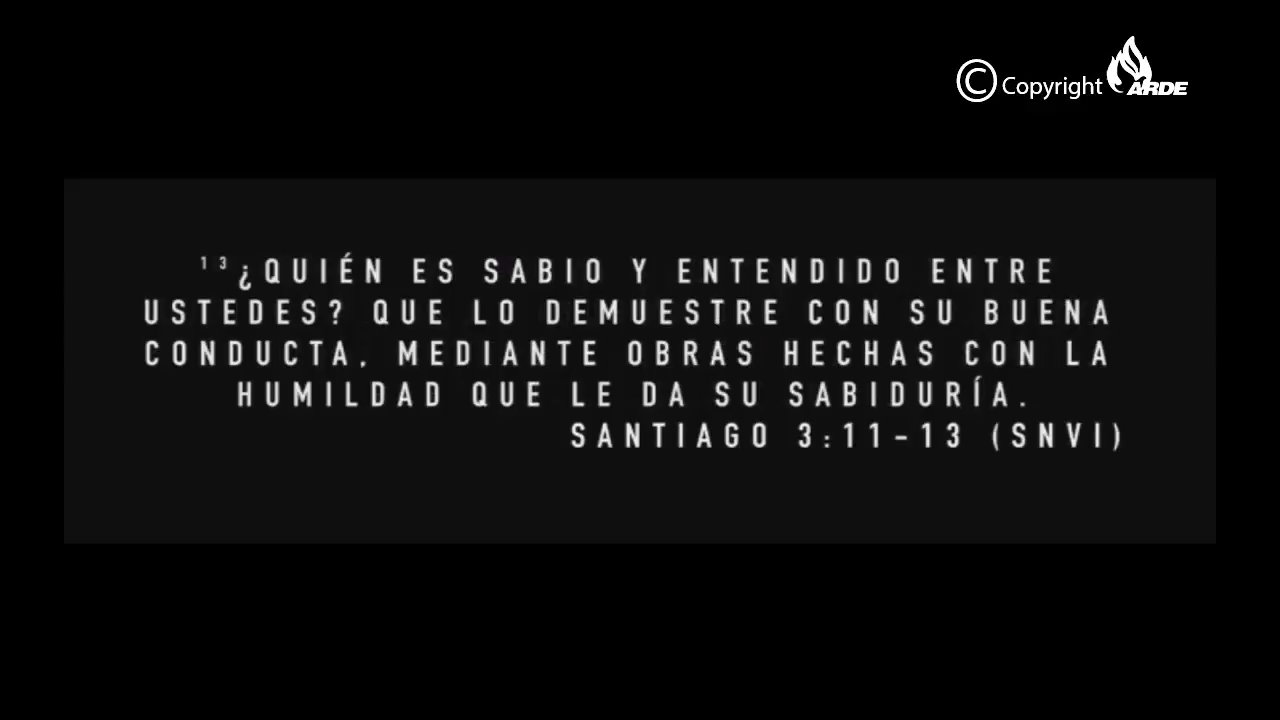 © Copyright ARDE
¹³¿QUIÉN ES SABIO Y ENTENDIDO ENTRE
USTEDES? QUE LO DEMUESTRE CON SU BUENA
CONDUCTA, MEDIANTE OBRAS HECHAS CON LA
HUMILDAD QUE LE DA SU SABIDURÍA.
SANTIAGO 3:11-13 (SNVI)